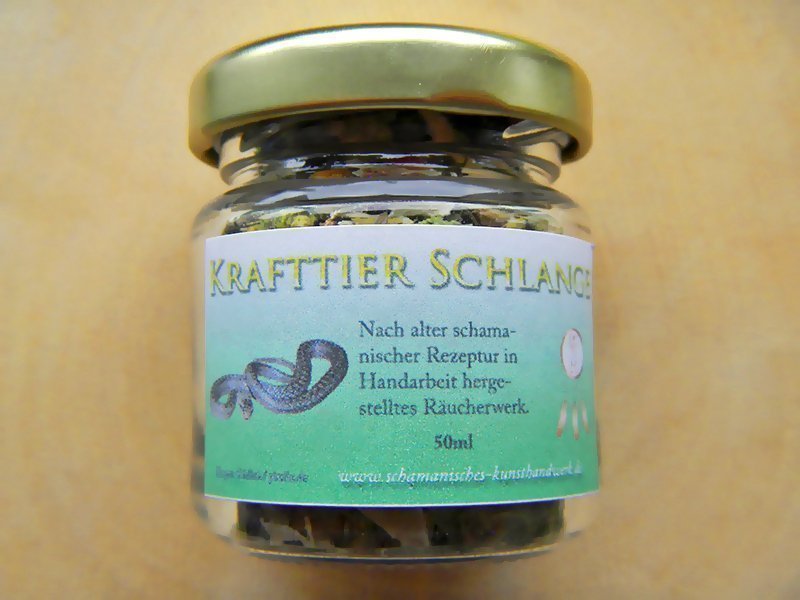 KRAFTTIER SCHLANGE
Nach alter schama-
nischer Rezeptur in
Handarbeit herge-
stelltes Räucherwerk.
50ml
www.schamanisches-kunsthandwerk.de